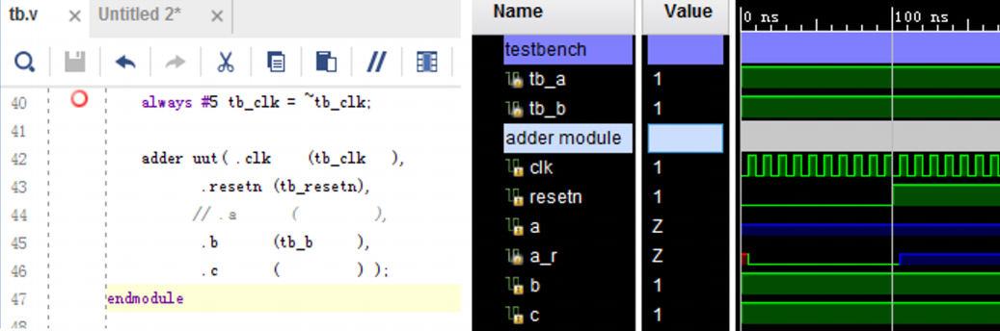 tb.v × Untitled 2* ×
40 always #5 tb_clk = ~tb_clk;
41
42 adder uut( .clk (tb_clk ),
43 .resetn (tb_resetn),
44 // .a ( ),
45 .b (tb_b ),
46 .c ( ) );
47 endmodule
48
Name Value
0 ns 100 ns
testbench
tb_a 1
tb_b 1
adder module
clk 1
resetn 1
a Z
a_r Z
b 1
c 1